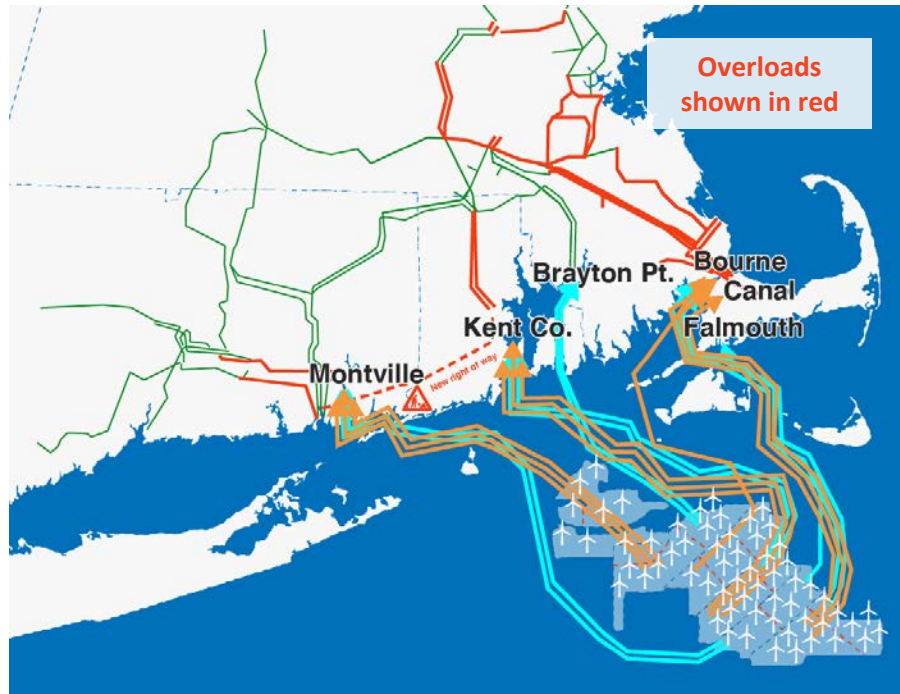 Overloads
shown in red
Bourne
Brayton Pt.
Canal
Kent Co.
Falmouth
Montville
New right of way